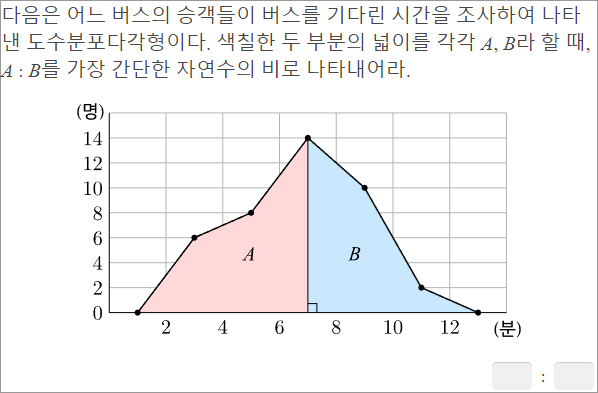 다음은 어느 버스의 승객들이 버스를 기다린 시간을 조사하여 나타
낸 도수분포다각형이다. 색칠한 두 부분의 넓이를 각각 A, B라 할 때,
A : B를 가장 간단한 자연수의 비로 나타내어라.
(명)
14
12
10
8
6
4
2
0
A
B
2 4 6 8 10 12 (분)
: